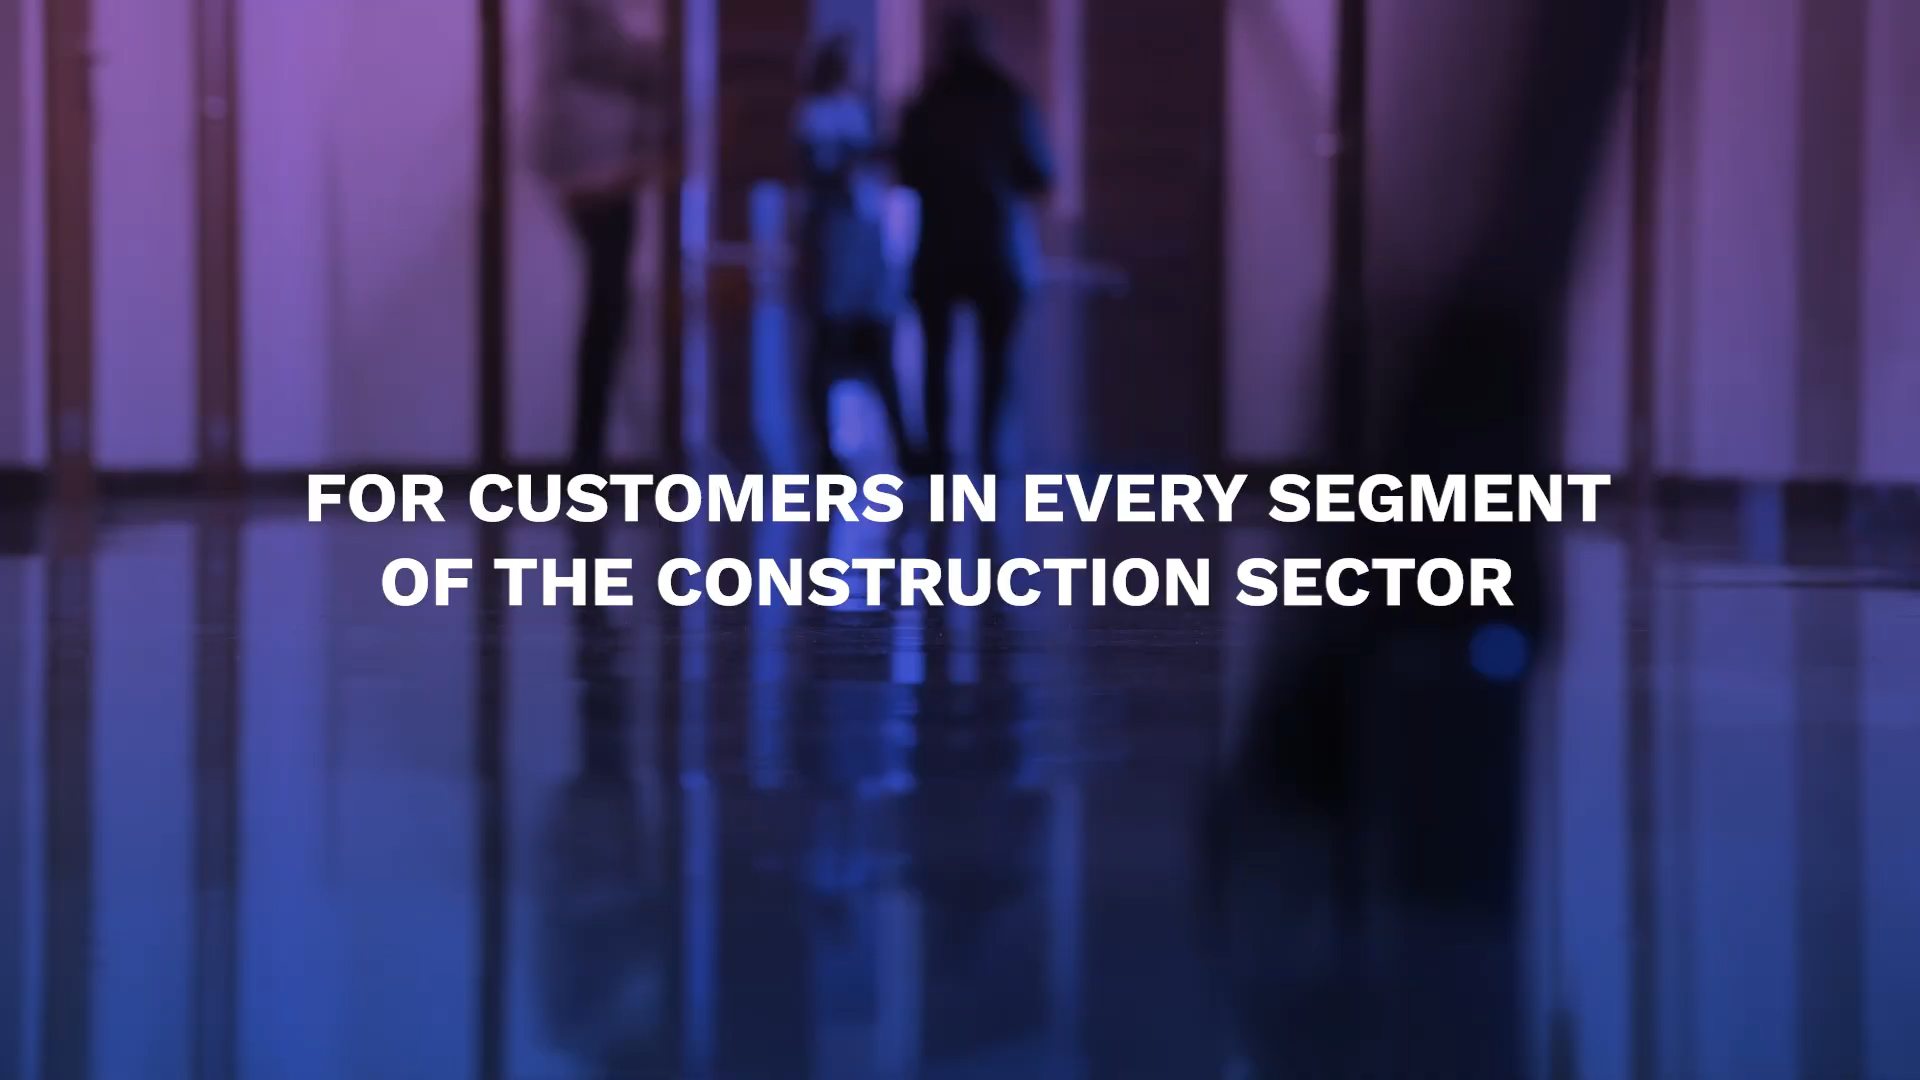 FOR CUSTOMERS IN EVERY SEGMENT
OF THE CONSTRUCTION SECTOR